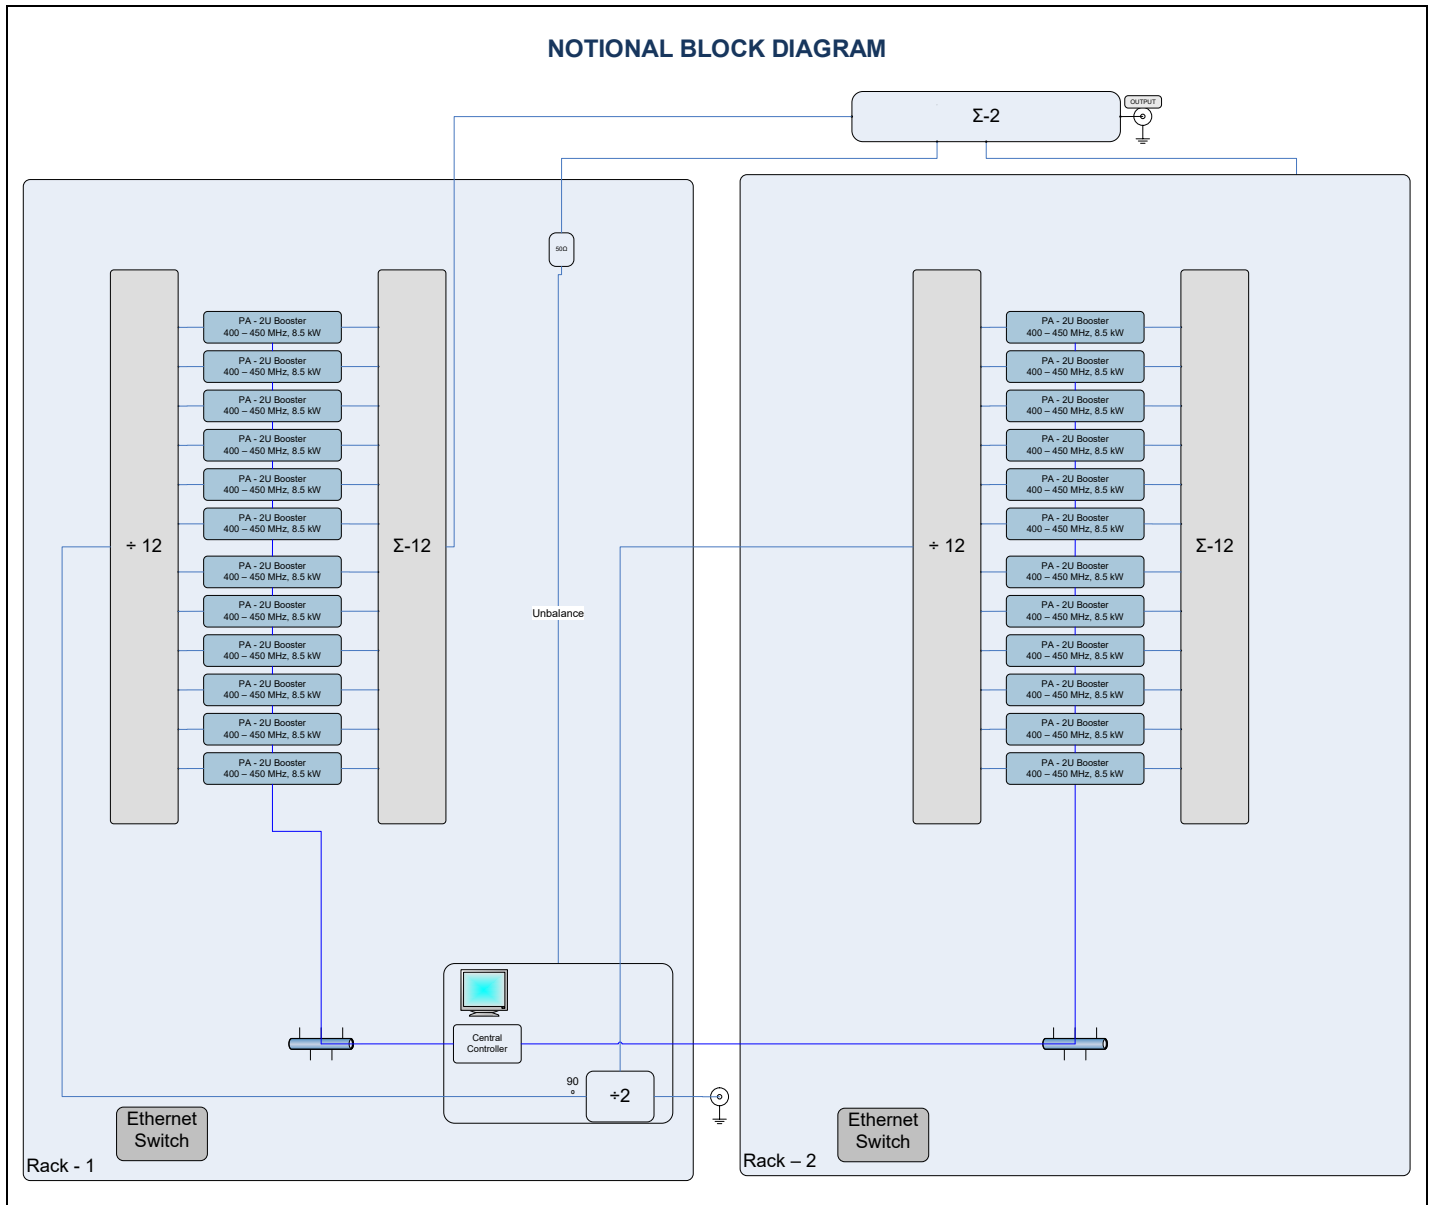 NOTIONAL BLOCK DIAGRAM
Σ-2
OUTPUT
50Ω
÷ 12
PA - 2U Booster
400 – 450 MHz, 8.5 kW
PA - 2U Booster
400 – 450 MHz, 8.5 kW
PA - 2U Booster
400 – 450 MHz, 8.5 kW
PA - 2U Booster
400 – 450 MHz, 8.5 kW
PA - 2U Booster
400 – 450 MHz, 8.5 kW
PA - 2U Booster
400 – 450 MHz, 8.5 kW
PA - 2U Booster
400 – 450 MHz, 8.5 kW
PA - 2U Booster
400 – 450 MHz, 8.5 kW
PA - 2U Booster
400 – 450 MHz, 8.5 kW
PA - 2U Booster
400 – 450 MHz, 8.5 kW
PA - 2U Booster
400 – 450 MHz, 8.5 kW
PA - 2U Booster
400 – 450 MHz, 8.5 kW
Σ-12
Unbalance
Central
Controller
90
°
÷2
Ethernet
Switch
Rack - 1
÷ 12
PA - 2U Booster
400 – 450 MHz, 8.5 kW
PA - 2U Booster
400 – 450 MHz, 8.5 kW
PA - 2U Booster
400 – 450 MHz, 8.5 kW
PA - 2U Booster
400 – 450 MHz, 8.5 kW
PA - 2U Booster
400 – 450 MHz, 8.5 kW
PA - 2U Booster
400 – 450 MHz, 8.5 kW
PA - 2U Booster
400 – 450 MHz, 8.5 kW
PA - 2U Booster
400 – 450 MHz, 8.5 kW
PA - 2U Booster
400 – 450 MHz, 8.5 kW
PA - 2U Booster
400 – 450 MHz, 8.5 kW
PA - 2U Booster
400 – 450 MHz, 8.5 kW
PA - 2U Booster
400 – 450 MHz, 8.5 kW
Σ-12
Ethernet
Switch
Rack – 2